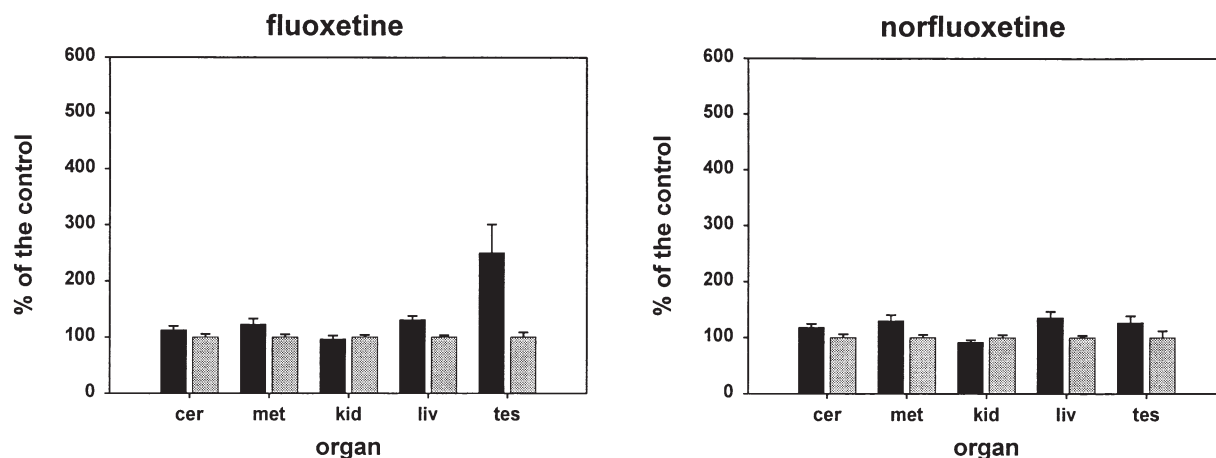 fluoxetine
% of the control
600
500
400
300
200
100
0
cer met kid liv tes
organ
norfluoxetine
% of the control
600
500
400
300
200
100
0
cer met kid liv tes
organ